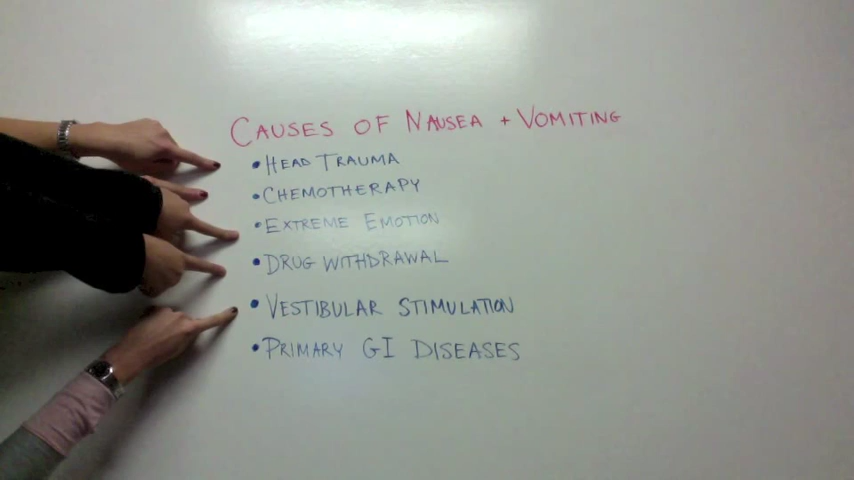 CAUSES OF NAUSEA + VOMITING
• HEAD TRAUMA
• CHEMOTHERAPY
• EXTREME EMOTION
• DRUG WITHDRAWAL
• VESTIBULAR STIMULATION
• PRIMARY GI DISEASES